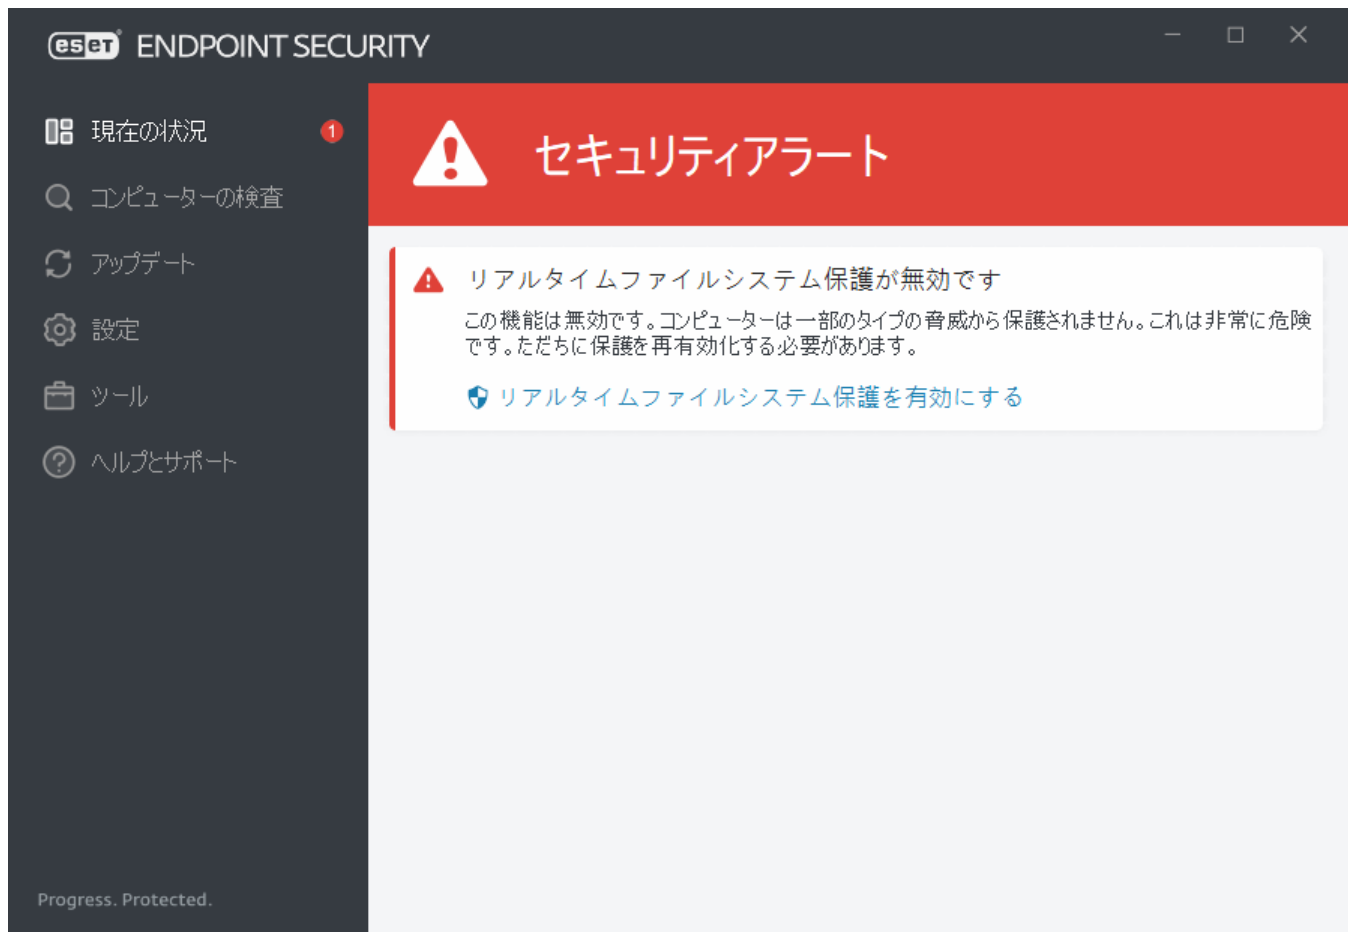 eset ENDPOINT SECURITY
現在の状況 1
コンピューターの検査
アップデート
設定
ツール
ヘルプとサポート
Progress. Protected.
セキュリティアラート
リアルタイムファイルシステム保護が無効です
この機能は無効です。コンピューターは一部のタイプの脅威から保護されません。これは非常に危険
です。ただちに保護を再有効化する必要があります。
リアルタイムファイルシステム保護を有効にする